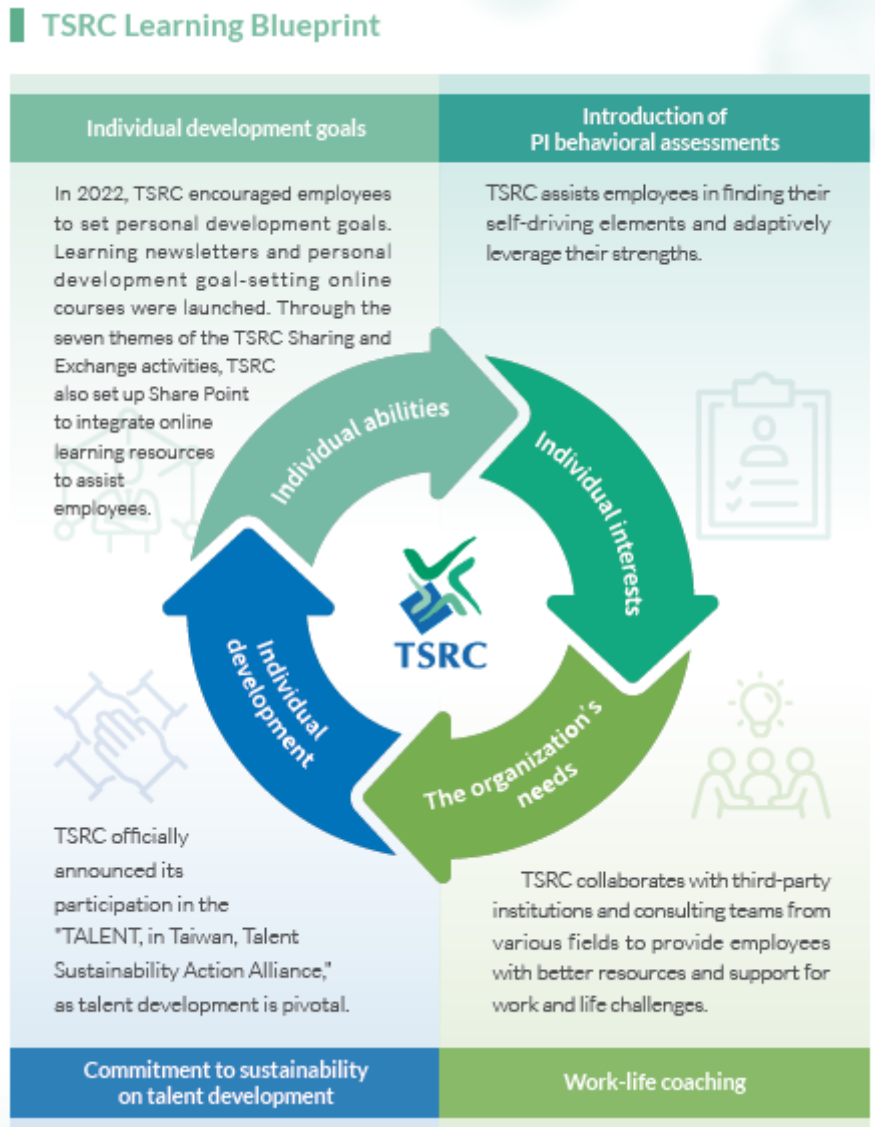 TSRC Learning Blueprint
Individual development goals
In 2022, TSRC encouraged employees
to set personal development goals.
Learning newsletters and personal
development goal-setting online
courses were launched. Through the
seven themes of the TSRC Sharing and
Exchange activities, TSRC
also set up Share Point
to integrate online
learning resources
to assist
employees.
Introduction of
PI behavioral assessments
TSRC assists employees in finding their
self-driving elements and adaptively
leverage their strengths.
Individual abilities
Individual interests
TSRC
Individual
development
The organization's
needs
TSRC officially
announced its
participation in the
"TALENT, in Taiwan, Talent
Sustainability Action Alliance,"
as talent development is pivotal.
Commitment to sustainability
on talent development
TSRC collaborates with third-party
institutions and consulting teams from
various fields to provide employees
with better resources and support for
work and life challenges.
Work-life coaching